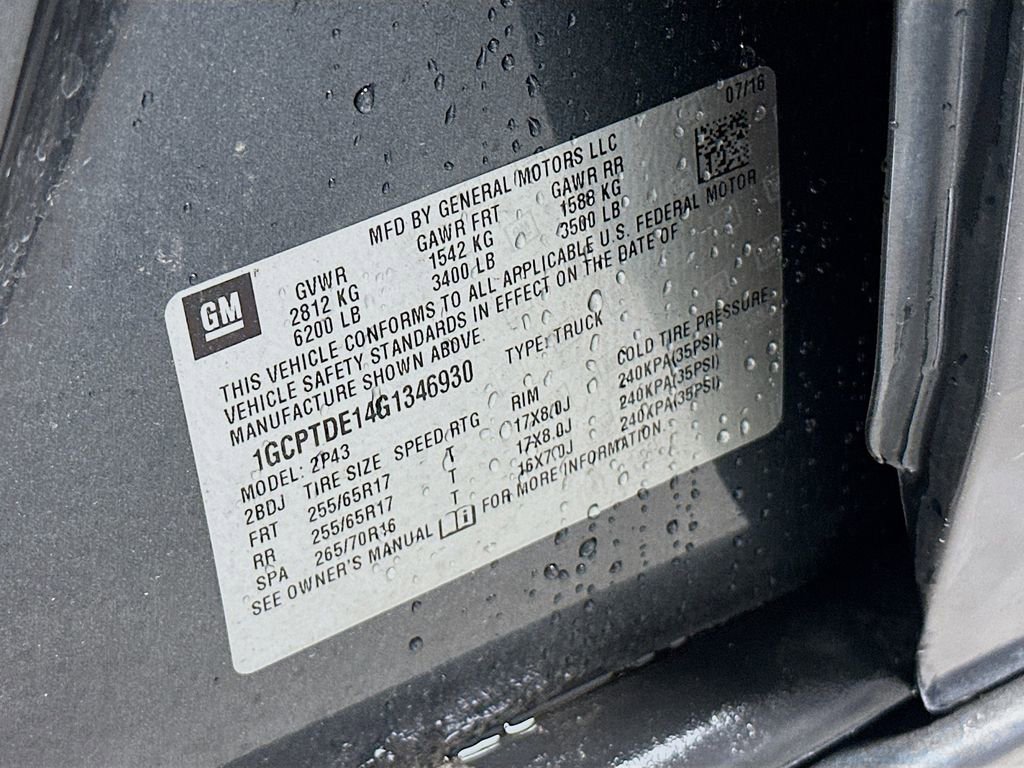 07/16
MFD BY GENERAL MOTORS LLC
GM
GVWR GAWR FRT GAWR RR
2812 KG 1542 KG 1588 KG
6200 LB 3400 LB 3500 LB
THIS VEHICLE CONFORMS TO ALL APPLICABLE U.S. FEDERAL MOTOR
VEHICLE SAFETY STANDARDS IN EFFECT ON THE DATE OF
MANUFACTURE SHOWN ABOVE.
1GCPTDE14G1346930 TYPE: TRUCK
MODEL: 2P43
2BDJ TIRE SIZE SPEED RTG RIM COLD TIRE PRESSURE
FRT 255/65R17 T 17X8.0J 240KPA(35PSI)
RR 255/65R17 T 17X8.0J 240KPA(35PSI)
SPA 265/70R16 T 16X7.0J 240KPA(35PSI)
SEE OWNER'S MANUAL FOR MORE INFORMATION.